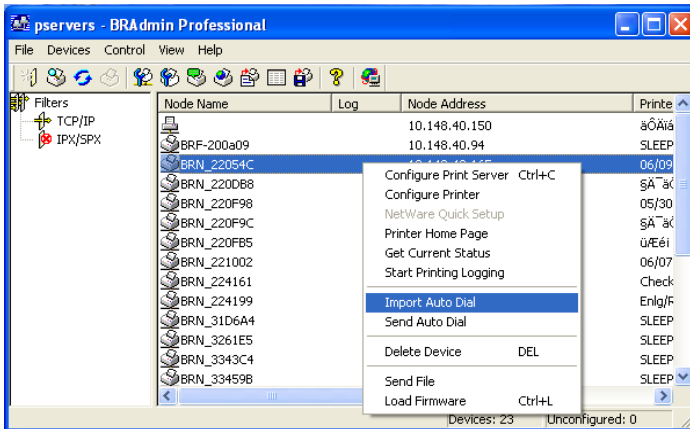 pservers - BRAdmin Professional
File Devices Control View Help
Filters
TCP/IP
IPX/SPX
Node Name Log Node Address Printe
10.148.40.150 äÔÄïá
BRF-200a09 10.148.40.94 SLEEP
BRN_22054C 06/09
BRN_220DB8
BRN_220F98 05/30
BRN_220F9C
BRN_220FB5 ü/Eéi
BRN_221002 06/07
BRN_224161 Check
BRN_224199 Enlg/R
BRN_31D6A4 SLEEP
BRN_3261E5 SLEEP
BRN_3343C4 SLEEP
BRN_33459B SLEEP
Configure Print Server Ctrl+C
Configure Printer
NetWare Quick Setup
Printer Home Page
Get Current Status
Start Printing Logging
Import Auto Dial
Send Auto Dial
Delete Device DEL
Send File
Load Firmware Ctrl+L
Devices: 23 Unconfigured: 0